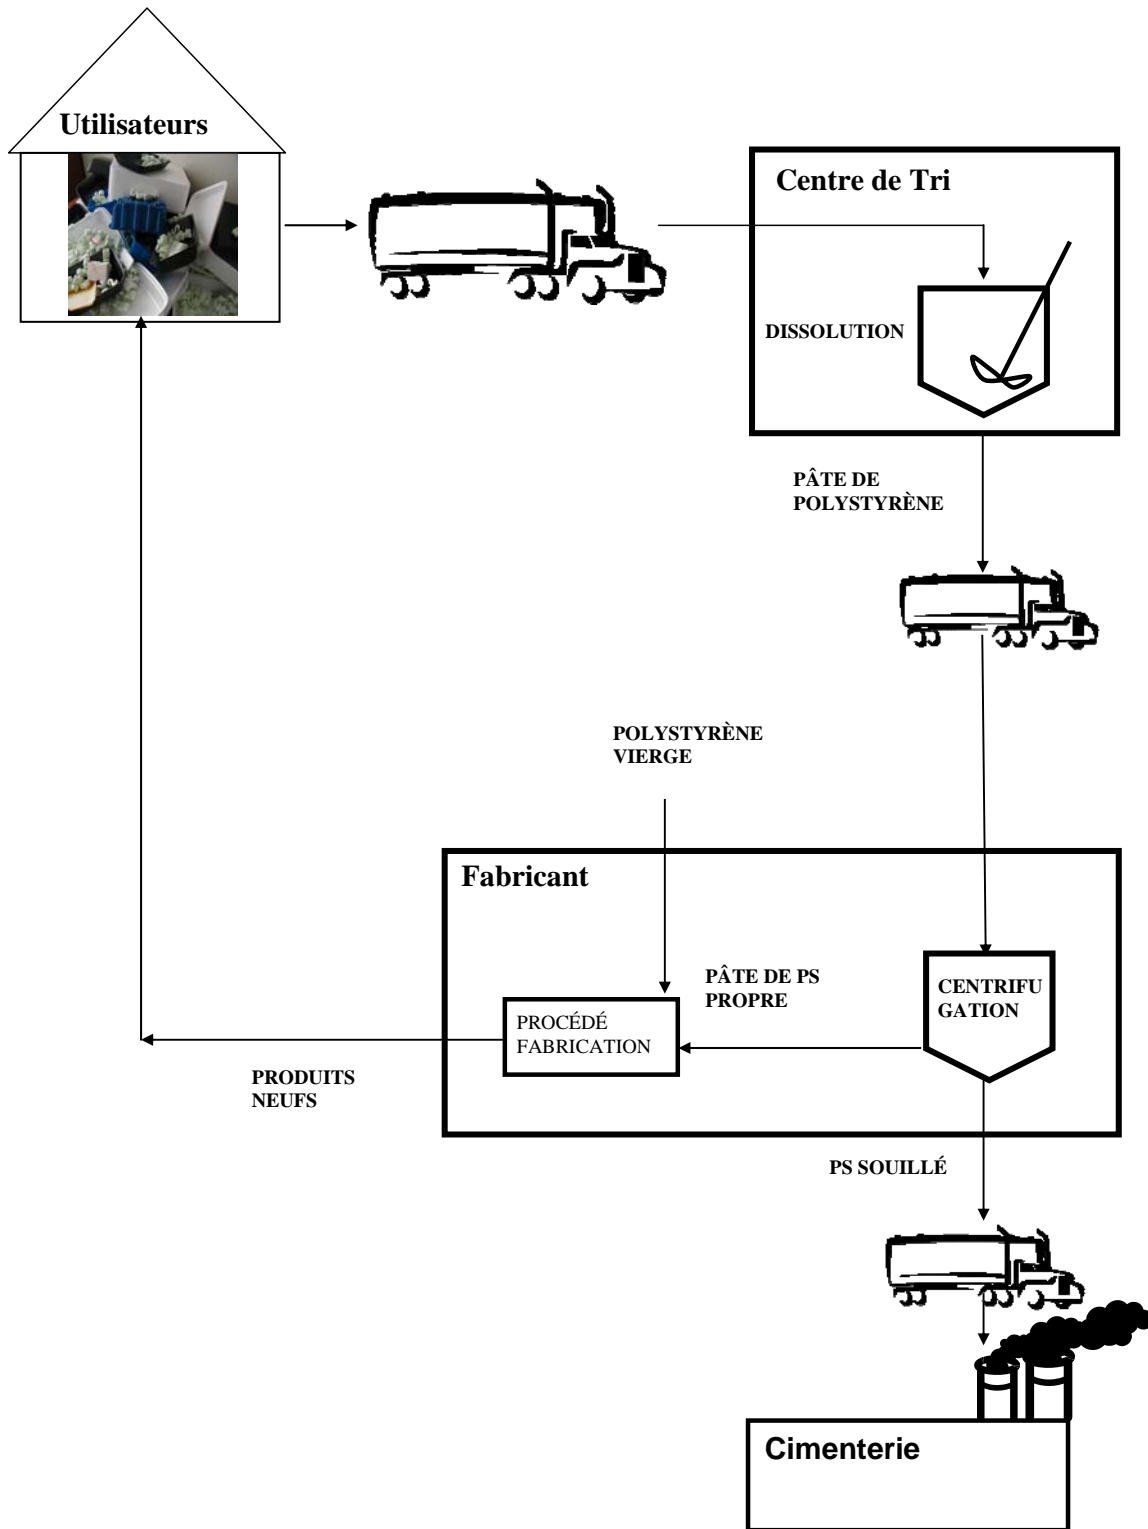 Utilisateurs
Centre de Tri
DISSOLUTION
PÂTE DE
POLYSTYRÈNE
POLYSTYRÈNE
VIERGE
Fabricant
PÂTE DE PS
PROPRE
CENTRIFU
GATION
PROCÉDÉ
FABRICATION
PRODUITS
NEUFS
PS SOUILLÉ
Cimenterie